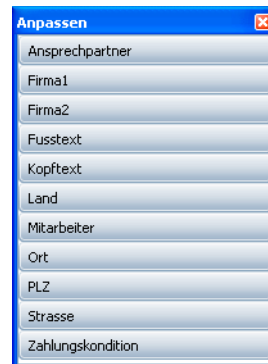 Anpassen
Ansprechpartner
Firma1
Firma2
Fusstext
Kopftext
Land
Mitarbeiter
Ort
PLZ
Strasse
Zahlungskondition